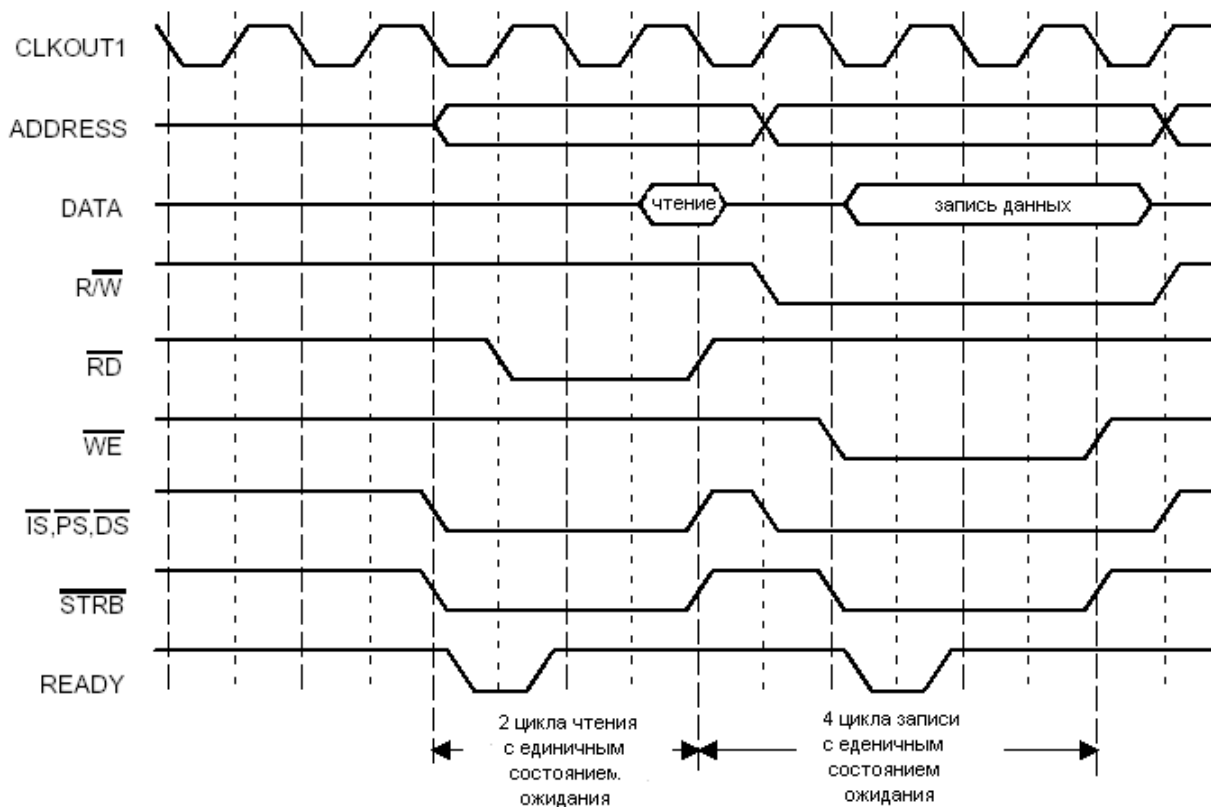 CLKOUT1
ADDRESS
DATA
чтение
запись данных
R/W
RD
WE
IS,PS,DS
STRB
READY
2 цикла чтения
с единичным
состоянием.
ожидания
4 цикла записи
с еденичным
состоянием
ожидания